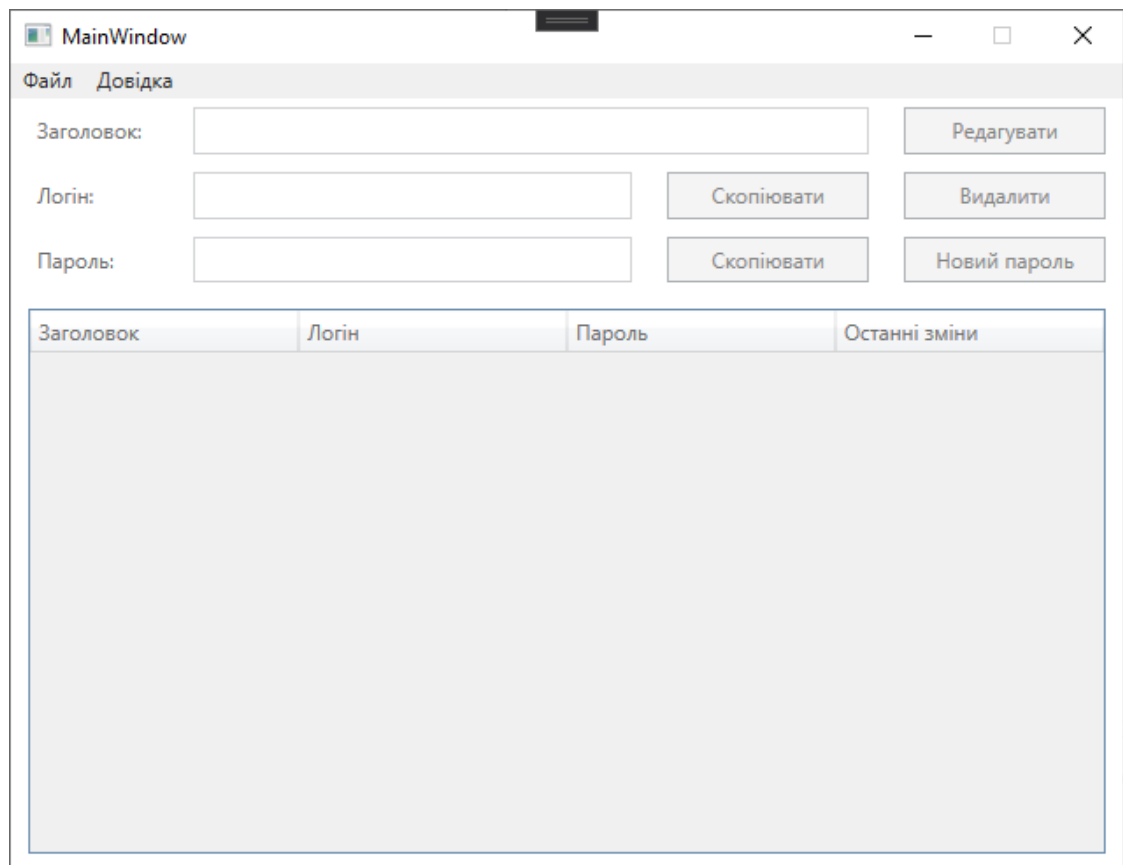 MainWindow
Файл Довідка
Заголовок: Редагувати
Логін: Скопіювати Видалити
Пароль: Скопіювати Новий пароль
Заголовок Логін Пароль Останні зміни